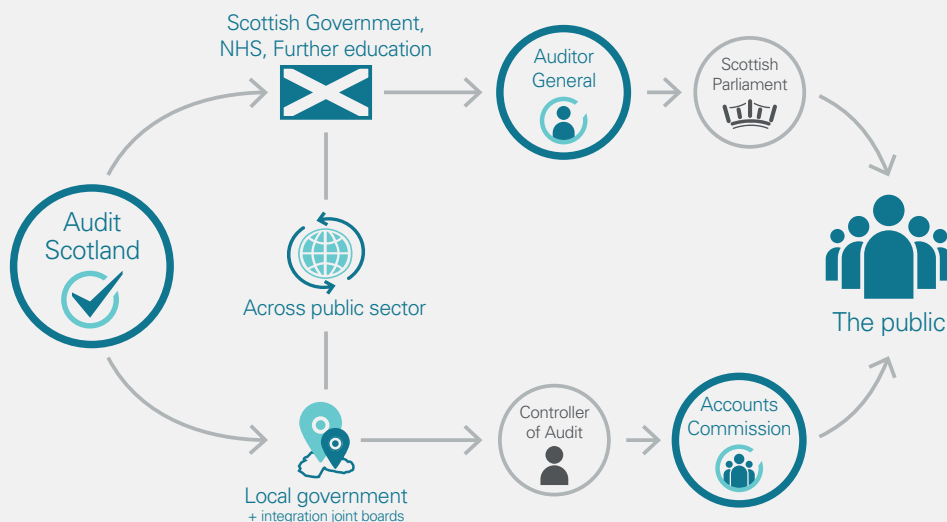 Scottish Government,
NHS, Further education
Auditor
General
Scottish
Parliament
Audit
Scotland
Across public sector
The public
Controller
of Audit
Accounts
Commission
Local government
+ integration joint boards